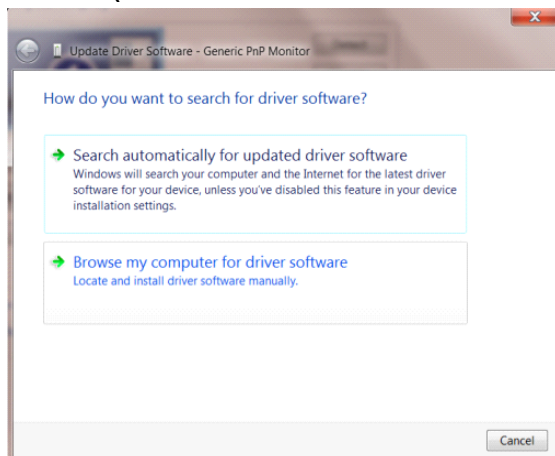 Update Driver Software - Generic PnP Monitor
How do you want to search for driver software?
Search automatically for updated driver software
Windows will search your computer and the Internet for the latest driver
software for your device, unless you've disabled this feature in your device
installation settings.
Browse my computer for driver software
Locate and install driver software manually.
Cancel